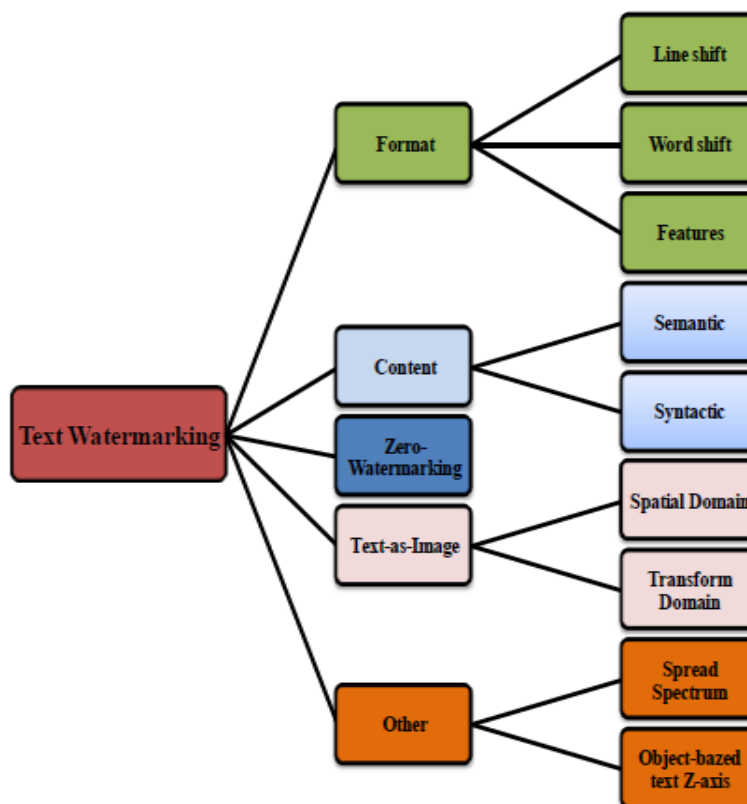 Text Watermarking
Format
Line shift
Word shift
Features
Content
Semantic
Syntactic
Zero-
Watermarking
Text-as-Image
Spatial Domain
Transform
Domain
Other
Spread
Spectrum
Object-bazed
text Z-axis